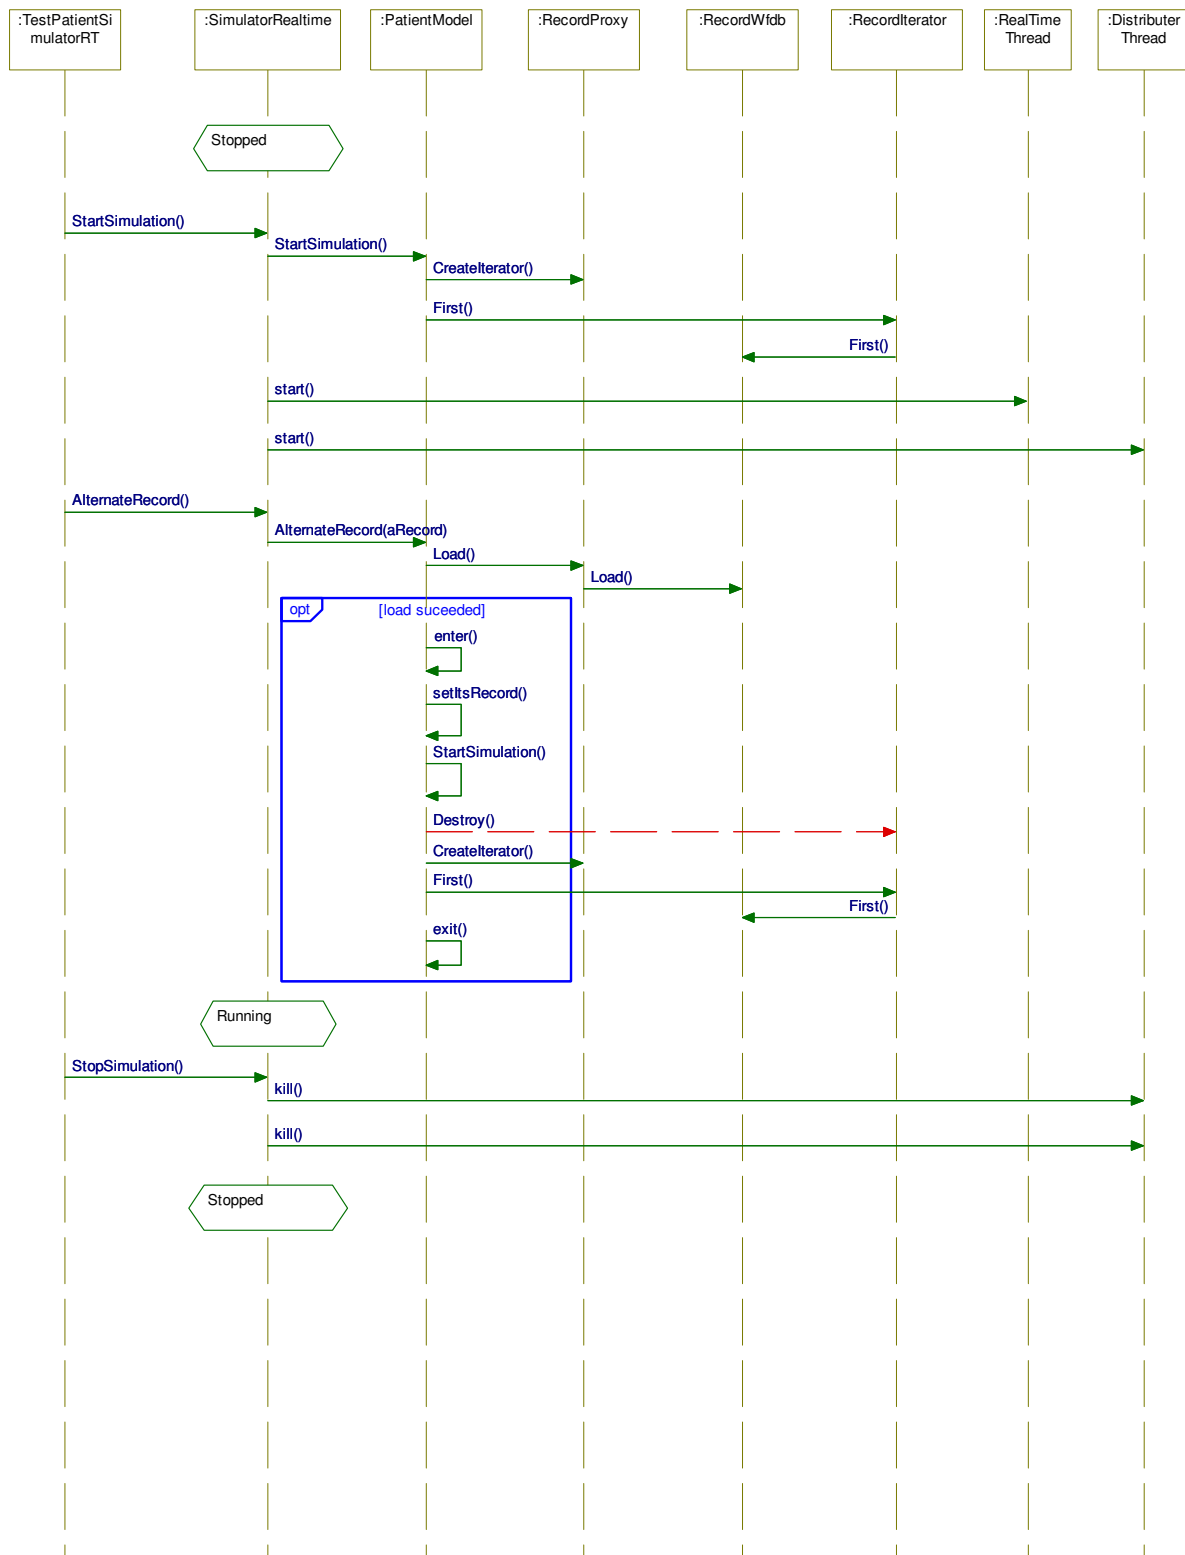 :TestPatientSi
mulatorRT
:SimulatorRealtime
:PatientModel
:RecordProxy
:RecordWfdb
:RecordIterator
:RealTime
Thread
:Distributer
Thread
Stopped
StartSimulation()
StartSimulation()
CreateIterator()
First()
First()
start()
start()
AlternateRecord()
AlternateRecord(aRecord)
Load()
Load()
opt
[load suceeded]
enter()
setItsRecord()
StartSimulation()
Destroy()
CreateIterator()
First()
First()
exit()
Running
StopSimulation()
kill()
kill()
Stopped